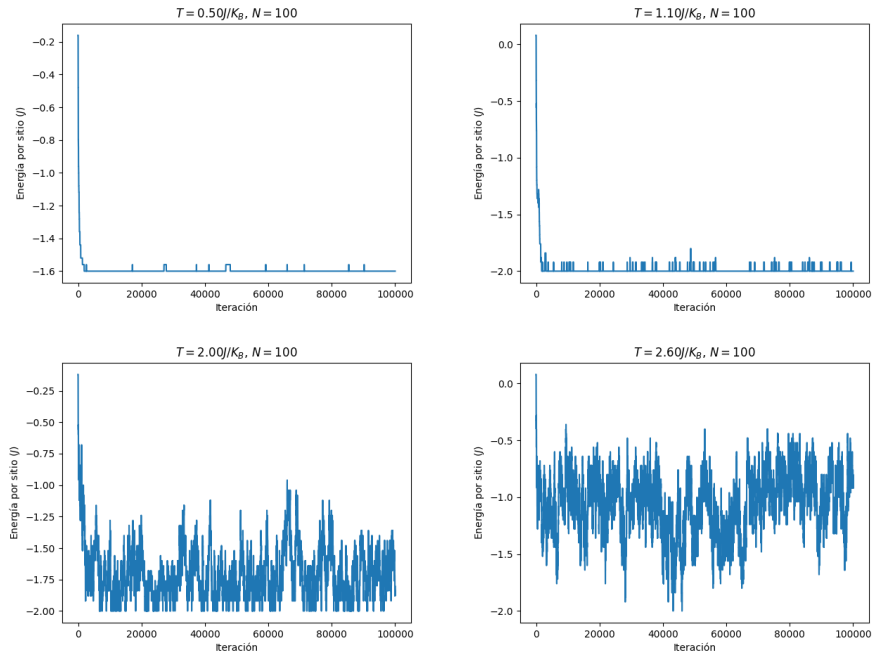 T = 0.50J/K_B, N = 100
Energía por sitio (J)
−0.2
−0.4
−0.6
−0.8
−1.0
−1.2
−1.4
−1.6
0 20000 40000 60000 80000 100000
Iteración
T = 1.10J/K_B, N = 100
Energía por sitio (J)
0.0
−0.5
−1.0
−1.5
−2.0
0 20000 40000 60000 80000 100000
Iteración
T = 2.00J/K_B, N = 100
Energía por sitio (J)
−0.25
−0.50
−0.75
−1.00
−1.25
−1.50
−1.75
−2.00
0 20000 40000 60000 80000 100000
Iteración
T = 2.60J/K_B, N = 100
Energía por sitio (J)
0.0
−0.5
−1.0
−1.5
−2.0
0 20000 40000 60000 80000 100000
Iteración